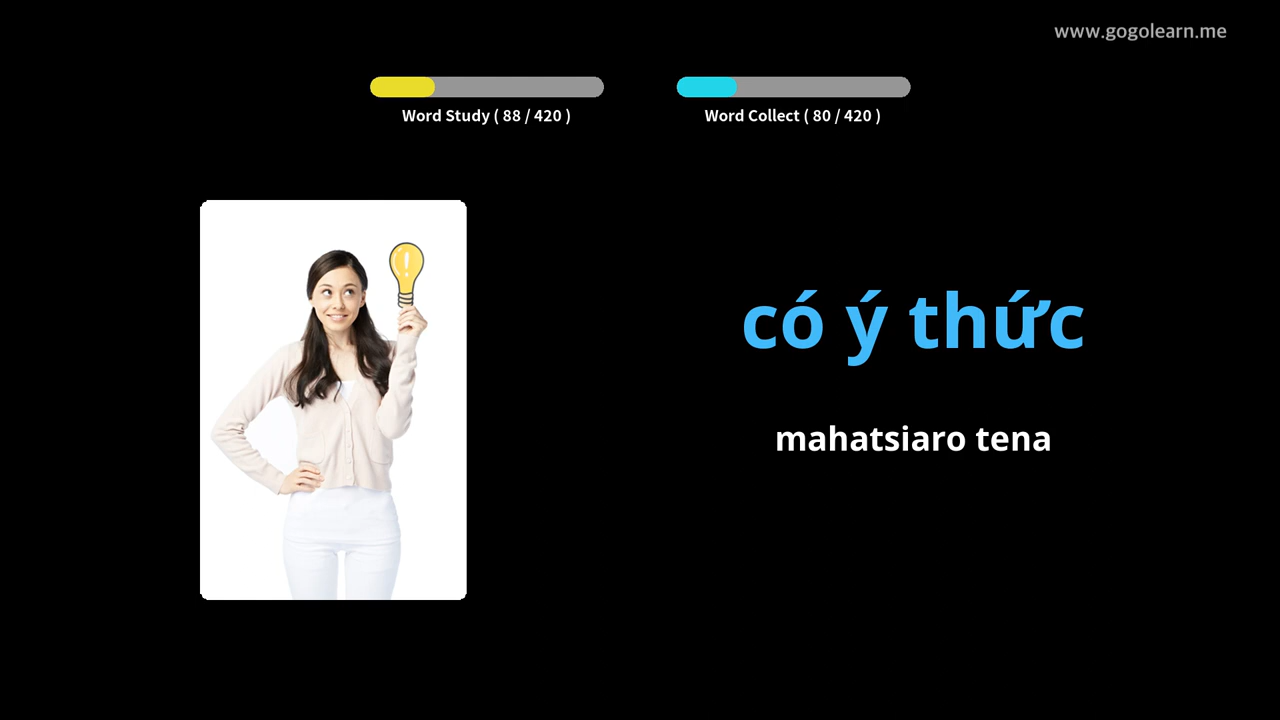 www.gogolearn.me
Word Study ( 88 / 420 )
Word Collect ( 80 / 420 )
có ý thức
mahatsiaro tena